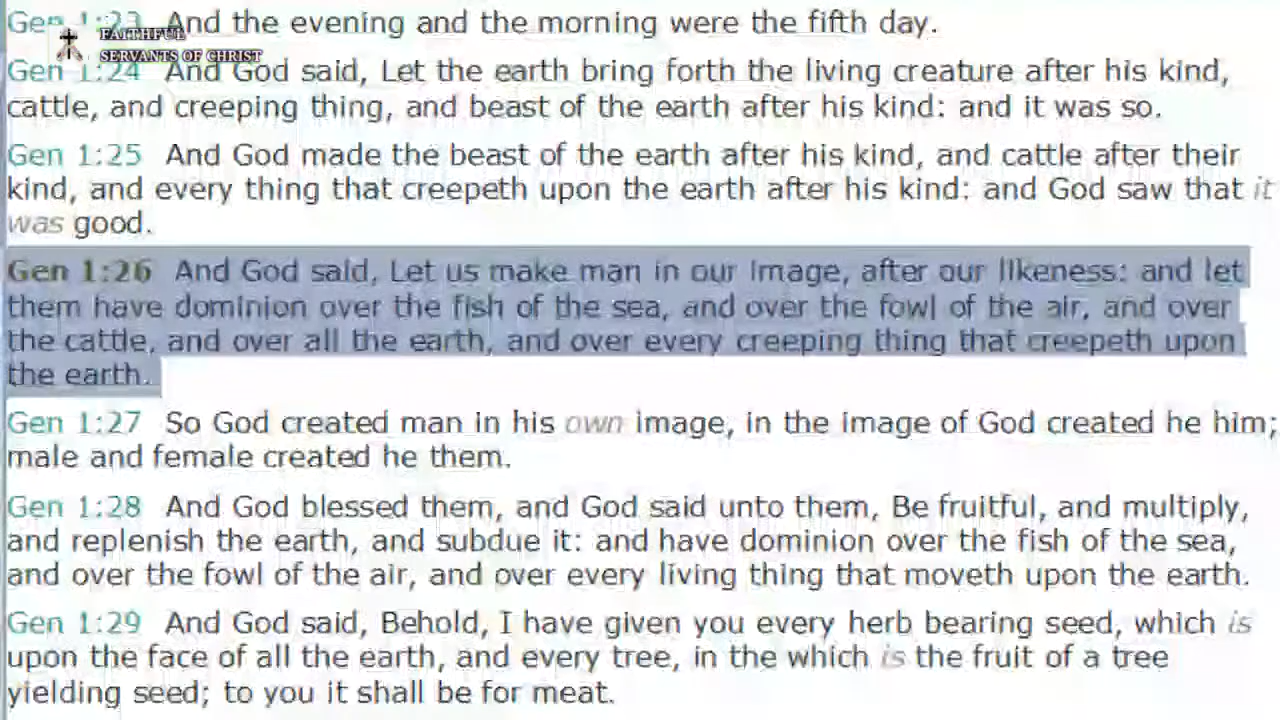 Gen 1:23 And the evening and the morning were the fifth day.
FAITHFUL
SERVANTS OF CHRIST
Gen 1:24 And God said, Let the earth bring forth the living creature after his kind,
cattle, and creeping thing, and beast of the earth after his kind: and it was so.
Gen 1:25 And God made the beast of the earth after his kind, and cattle after their
kind, and every thing that creepeth upon the earth after his kind: and God saw that it
was good.
Gen 1:26 And God said, Let us make man in our image, after our likeness: and let
them have dominion over the fish of the sea, and over the fowl of the air, and over
the cattle, and over all the earth, and over every creeping thing that creepeth upon
the earth.
Gen 1:27 So God created man in his own image, in the image of God created he him;
male and female created he them.
Gen 1:28 And God blessed them, and God said unto them, Be fruitful, and multiply,
and replenish the earth, and subdue it: and have dominion over the fish of the sea,
and over the fowl of the air, and over every living thing that moveth upon the earth.
Gen 1:29 And God said, Behold, I have given you every herb bearing seed, which is
upon the face of all the earth, and every tree, in the which is the fruit of a tree
yielding seed; to you it shall be for meat.